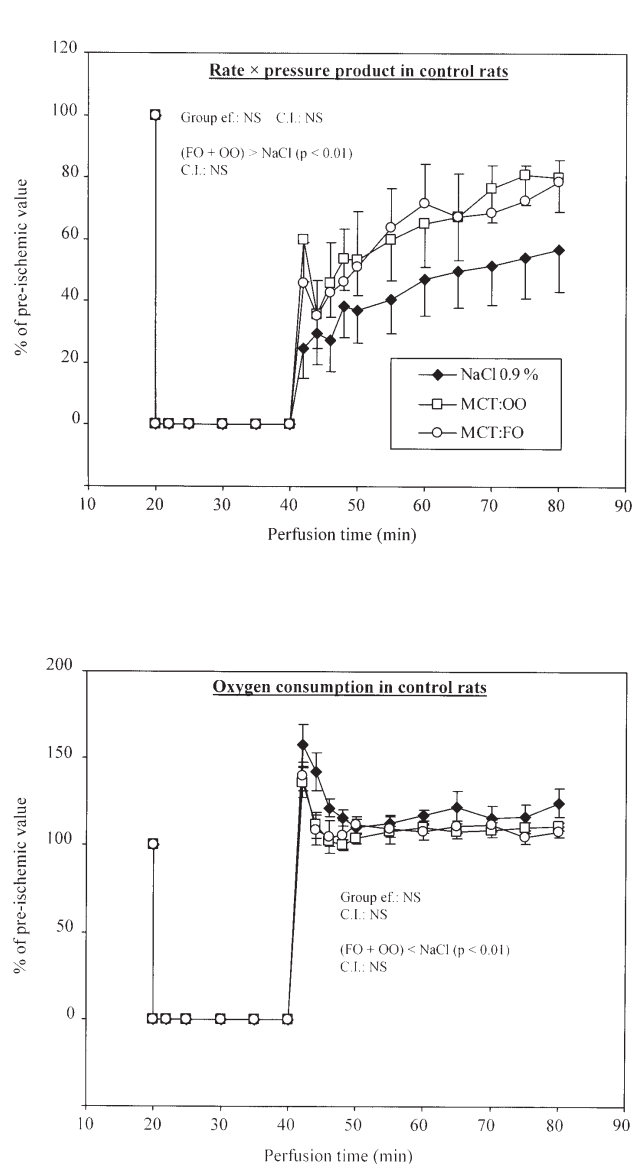 Rate × pressure product in control rats
120
100
80
60
40
20
0
% of pre-ischemic value
Group ef.: NS C.I.: NS
(FO + OO) > NaCl (p < 0.01)
C.I.: NS
NaCl 0.9 %
MCT:OO
MCT:FO
10 20 30 40 50 60 70 80 90
Perfusion time (min)
Oxygen consumption in control rats
200
150
100
50
0
% of pre-ischemic value
Group ef.: NS
C.I.: NS
(FO + OO) < NaCl (p < 0.01)
C.I.: NS
10 20 30 40 50 60 70 80 90
Perfusion time (min)